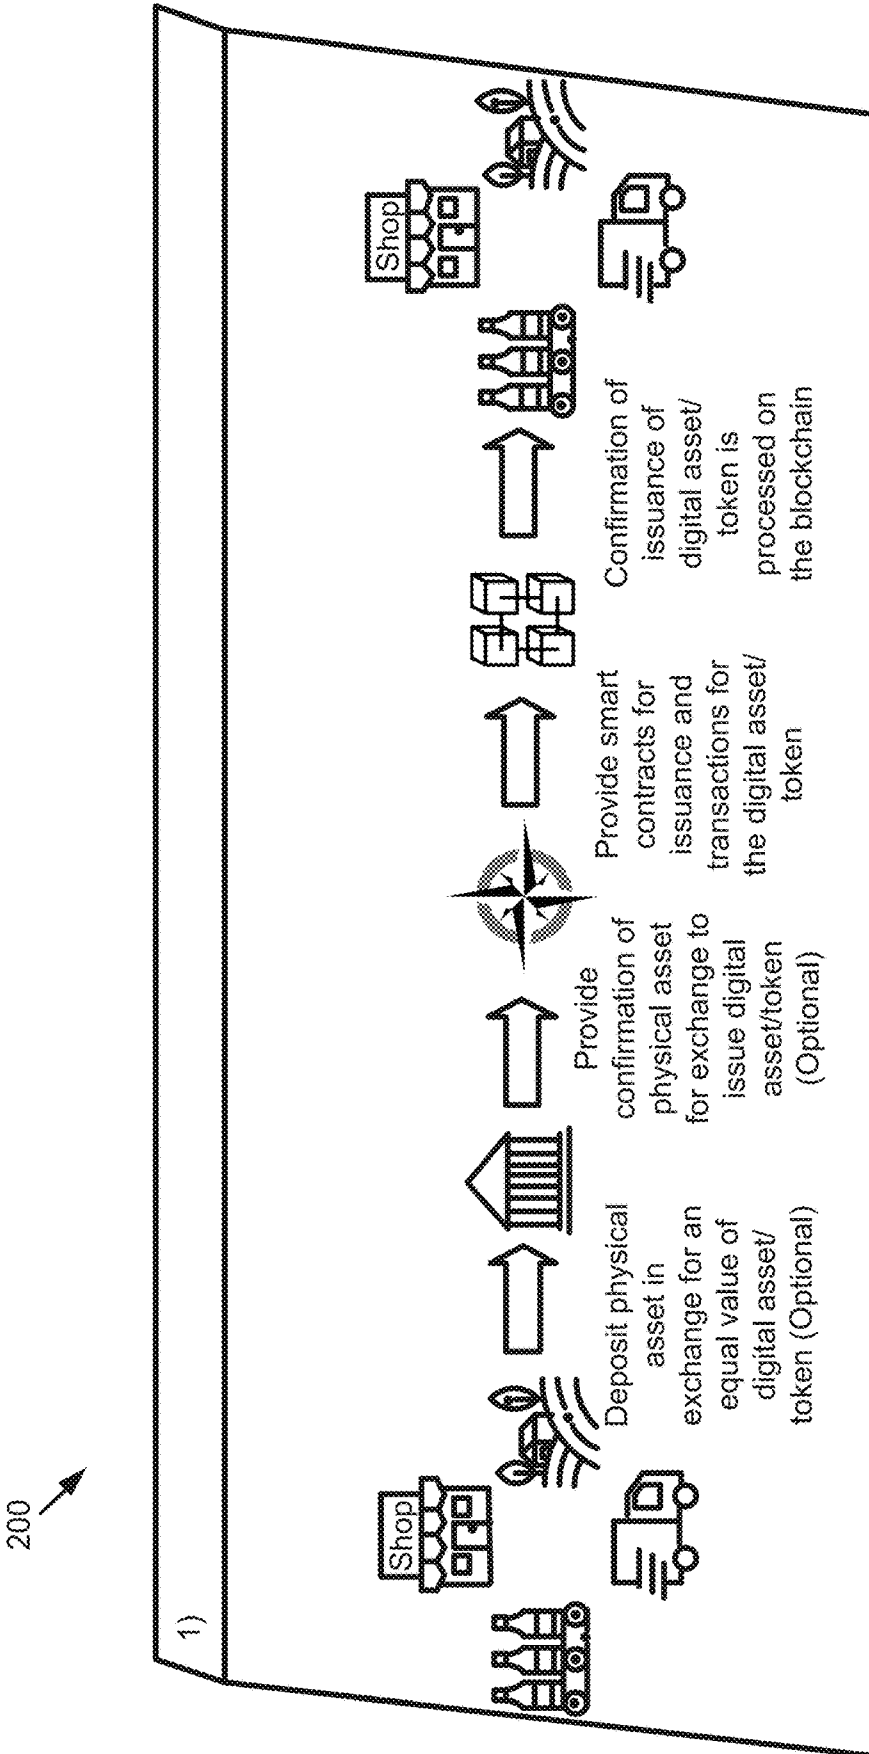 200
1)
Shop
Deposit physical
asset in
exchange for an
equal value of
digital asset/
token (Optional)
Provide
confirmation of
physical asset
for exchange to
issue digital
asset/token
(Optional)
Provide smart
contracts for
issuance and
transactions for
the digital asset/
token
Confirmation of
issuance of
digital asset/
token is
processed on
the blockchain
Shop